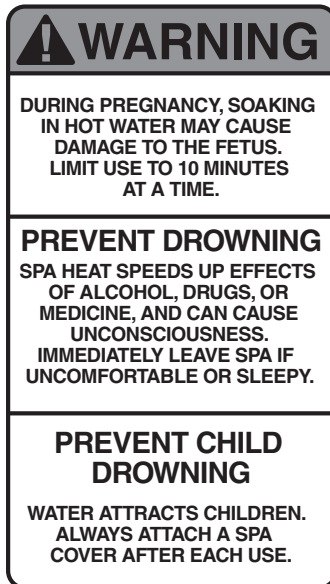 WARNING
DURING PREGNANCY, SOAKING
IN HOT WATER MAY CAUSE
DAMAGE TO THE FETUS.
LIMIT USE TO 10 MINUTES
AT A TIME.
PREVENT DROWNING
SPA HEAT SPEEDS UP EFFECTS
OF ALCOHOL, DRUGS, OR
MEDICINE, AND CAN CAUSE
UNCONSCIOUSNESS.
IMMEDIATELY LEAVE SPA IF
UNCOMFORTABLE OR SLEEPY.
PREVENT CHILD
DROWNING
WATER ATTRACTS CHILDREN.
ALWAYS ATTACH A SPA
COVER AFTER EACH USE.